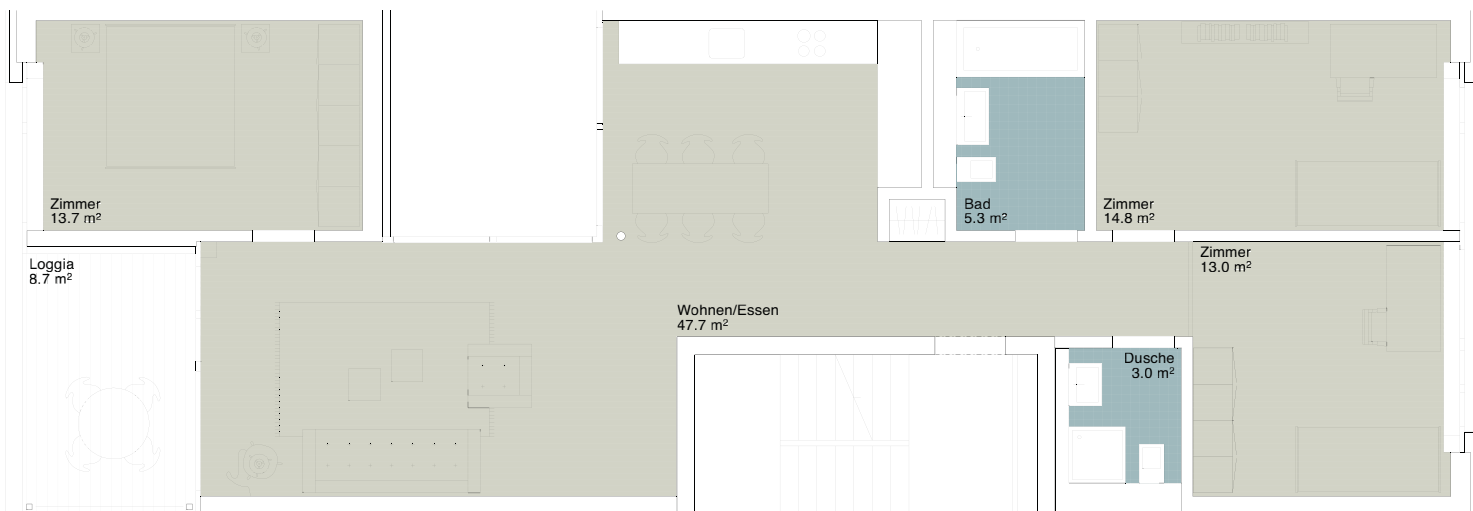 Zimmer
13.7 m²
Bad
5.3 m²
Zimmer
14.8 m²
Loggia
8.7 m²
Zimmer
13.0 m²
Wohnen/Essen
47.7 m²
Dusche
3.0 m²